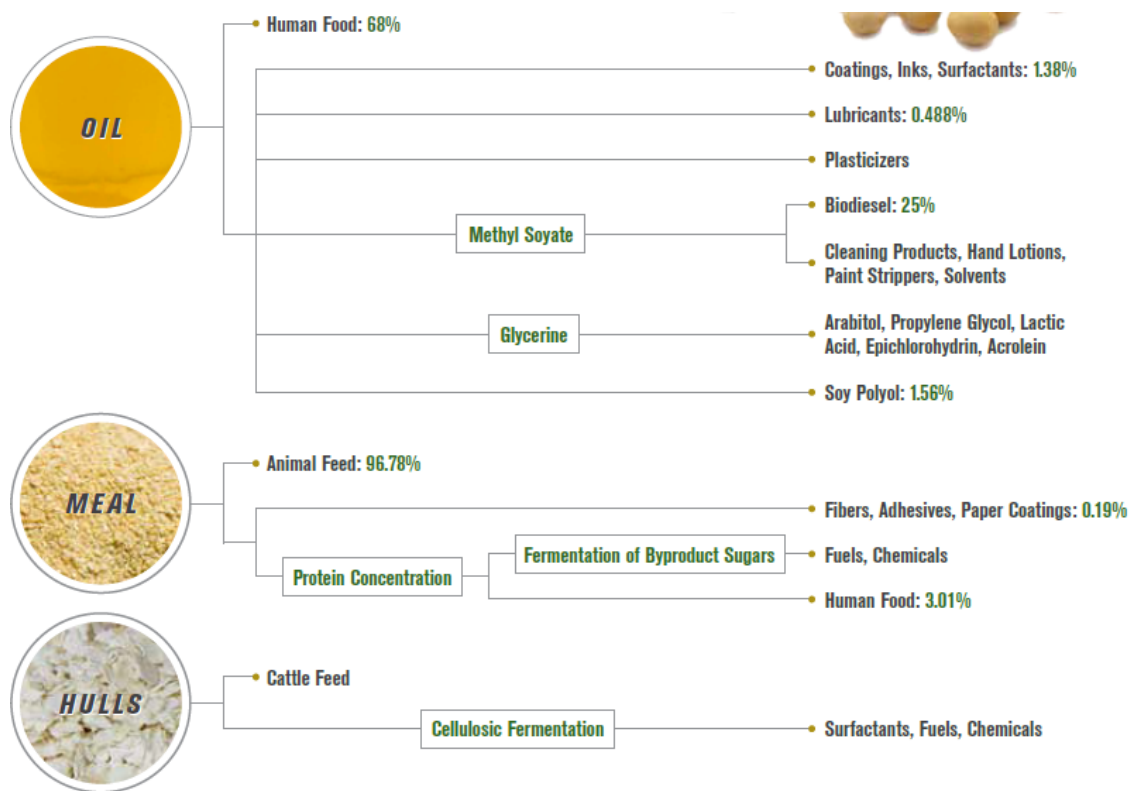 Human Food: 68%
OIL
Coatings, Inks, Surfactants: 1.38%
Lubricants: 0.488%
Plasticizers
Methyl Soyate
Biodiesel: 25%
Cleaning Products, Hand Lotions,
Paint Strippers, Solvents
Glycerine
Arabitol, Propylene Glycol, Lactic
Acid, Epichlorohydrin, Acrolein
Soy Polyol: 1.56%
MEAL
Animal Feed: 96.78%
Fibers, Adhesives, Paper Coatings: 0.19%
Protein Concentration
Fermentation of Byproduct Sugars
Fuels, Chemicals
Human Food: 3.01%
HULLS
Cattle Feed
Cellulosic Fermentation
Surfactants, Fuels, Chemicals